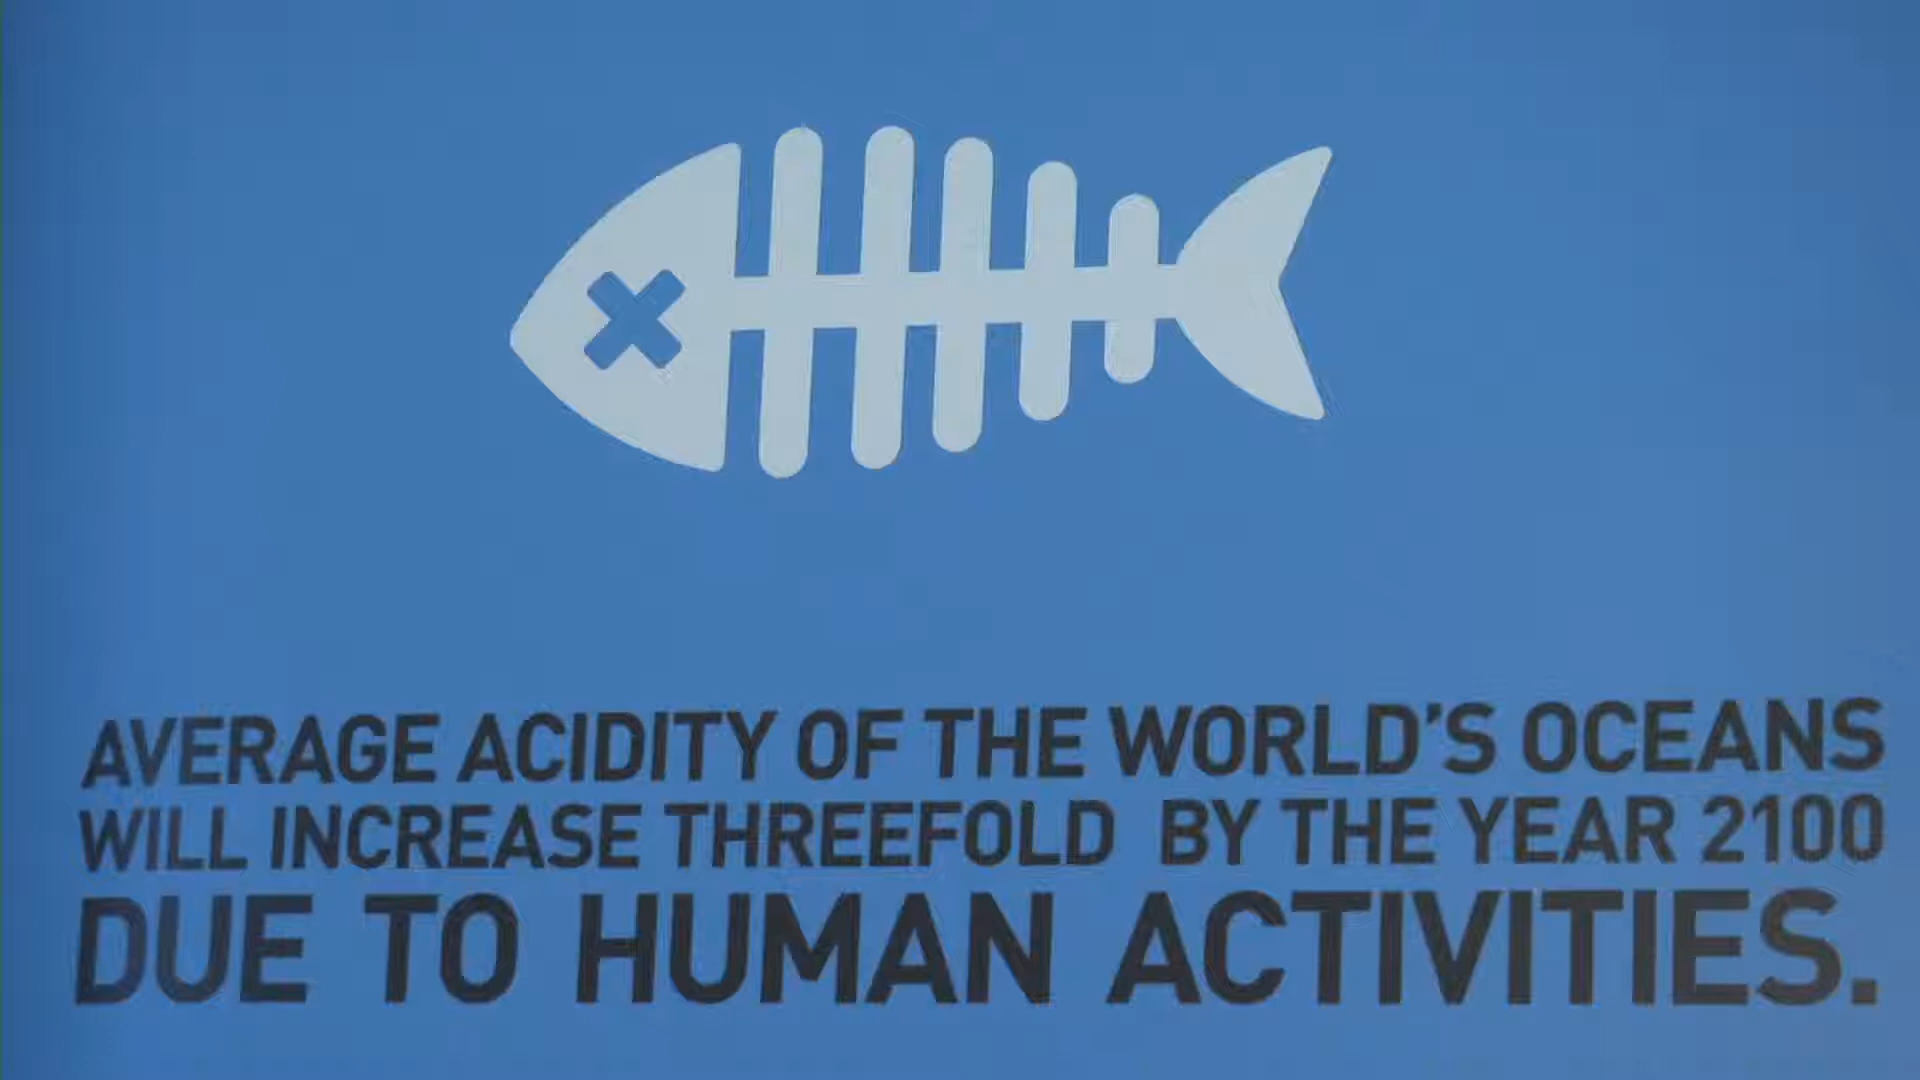 AVERAGE ACIDITY OF THE WORLD'S OCEANS
WILL INCREASE THREEFOLD BY THE YEAR 2100
DUE TO HUMAN ACTIVITIES.